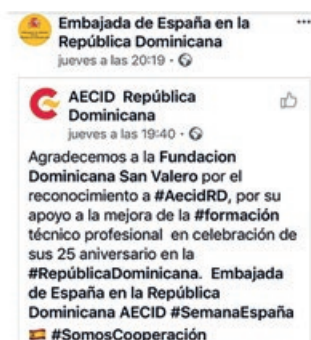 Embajada de España en la
República Dominicana
jueves a las 20:19 ·
AECID República
Dominicana
jueves a las 19:40 ·
Agradecemos a la Fundacion
Dominicana San Valero por el
reconocimiento a #AecidRD, por su
apoyo a la mejora de la #formación
técnico profesional en celebración de
sus 25 aniversario en la
#RepúblicaDominicana. Embajada
de España en la República
Dominicana AECID #SemanaEspaña
🇪🇸 #SomosCooperación